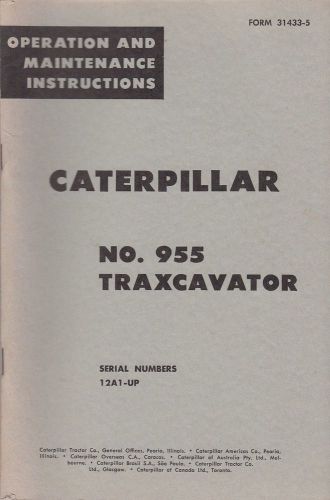 FORM 31433-5
OPERATION AND
MAINTENANCE
INSTRUCTIONS
CATERPILLAR
NO. 955
TRAXCAVATOR
SERIAL NUMBERS
12A1-UP
Caterpillar Tractor Co., General Offices, Peoria, Illinois. • Caterpillar Americas Co., Peoria,
Illinois. • Caterpillar Overseas C.A., Caracas. • Caterpillar of Australia Pty. Ltd., Mel-
bourne. • Caterpillar Brasil S.A., São Paulo. • Caterpillar Tractor Co.
Ltd., Glasgow. • Caterpillar of Canada Ltd., Toronto.